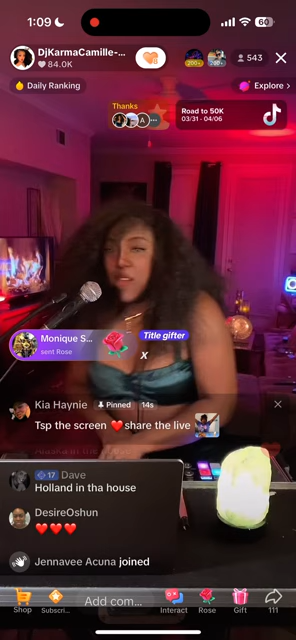 1:09
60
DjKarmaCamille-...
84.0K
200+
200+
543
Daily Ranking
Explore >
Thanks
A
Road to 50K
03/31 - 04/06
Monique S...
sent Rose
Title gifter
x
Kia Haynie
Pinned
14s
Tsp the screen ❤️share the live
17 Dave
Holland in tha house
DesireOshun
❤️❤️❤️
Jennavee Acuna joined
Shop
Subscri...
Add com...
Interact
Rose
Gift
111